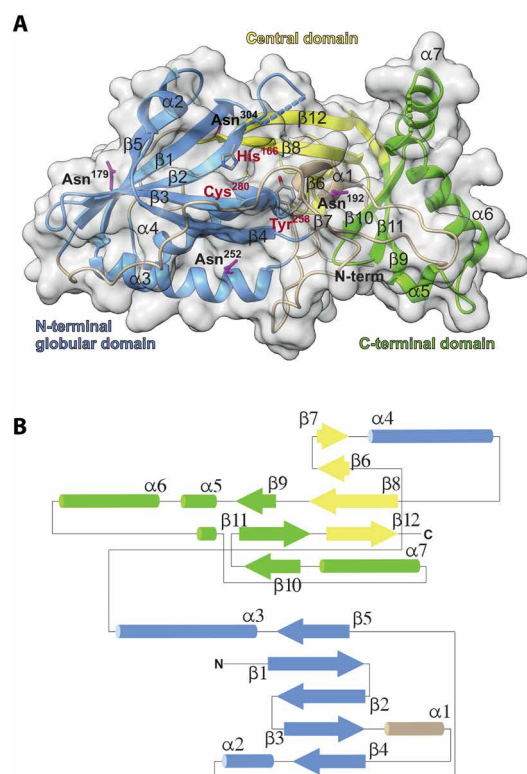 A
Central domain
α7
α2
Asn304
β12
β5
β8
β1
His166
α1
Asn179
β2
β6
Cys280
Asn192
β3
β10
α6
Tyr258
β7
β11
α4
β4
N-term
β9
Asn252
α3
α5
N-terminal
globular domain
C-terminal domain
B
β7
α4
β6
α6
α5
β9
β8
β11
β12
C
α7
β10
α3
β5
N
β1
β2
β3
α1
α2
β4